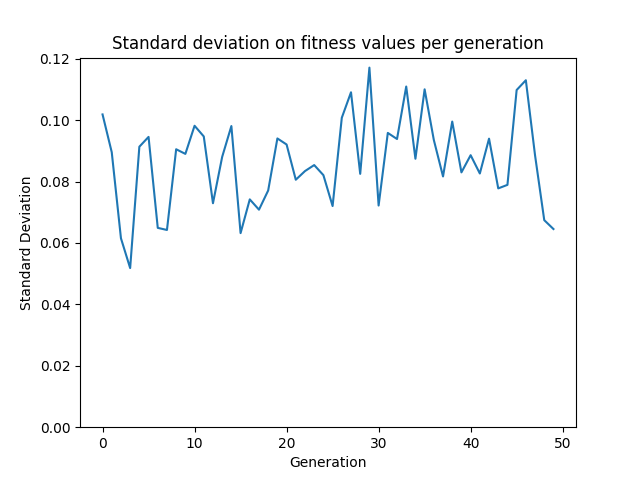 Standard deviation on fitness values per generation
0.12
0.10
0.08
0.06
0.04
0.02
0.00
Standard Deviation
0 10 20 30 40 50
Generation